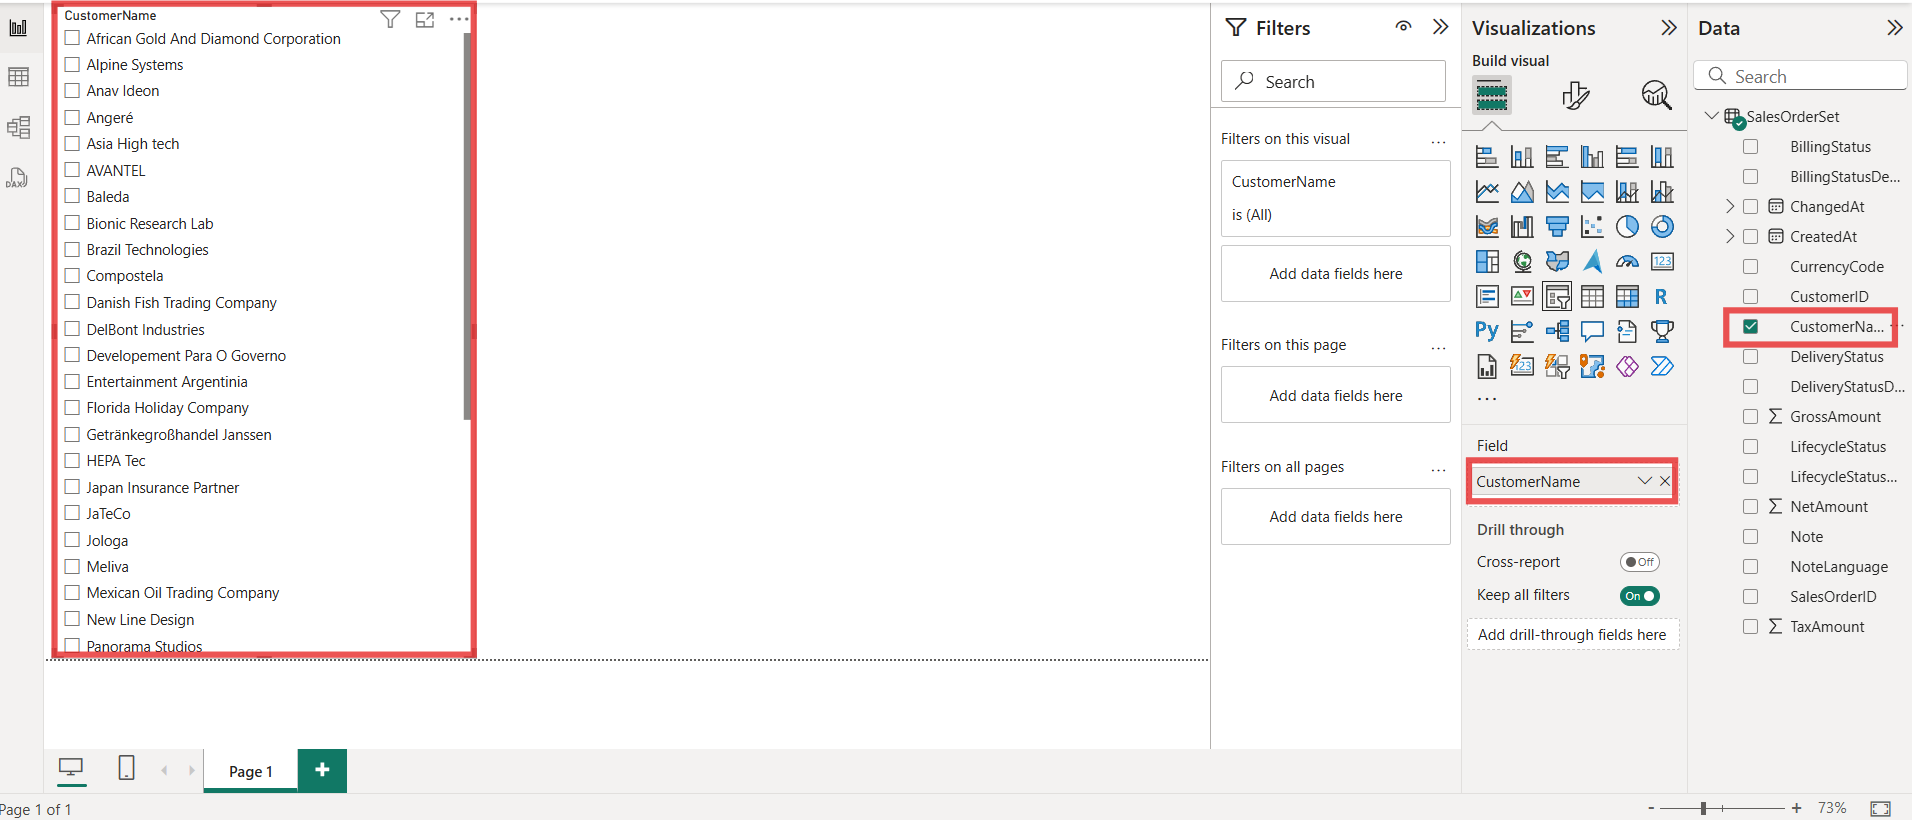 CustomerName
African Gold And Diamond Corporation
Alpine Systems
Anav Ideon
Angeré
Asia High tech
AVANTEL
Baleda
Bionic Research Lab
Brazil Technologies
Compostela
Danish Fish Trading Company
DelBont Industries
Developement Para O Governo
Entertainment Argentinia
Florida Holiday Company
Getränkegroßhandel Janssen
HEPA Tec
Japan Insurance Partner
JaTeCo
Jologa
Meliva
Mexican Oil Trading Company
New Line Design
Panorama Studios
DAX
Page 1
+
Page 1 of 1
Filters
Search
Filters on this visual
...
CustomerName
is (All)
Add data fields here
Filters on this page
...
Add data fields here
Filters on all pages
...
Add data fields here
Visualizations
Build visual
123
R
Py
123
...
Field
CustomerName
Drill through
Cross-report
Off
Keep all filters
On
Add drill-through fields here
Data
Search
SalesOrderSet
BillingStatus
BillingStatusDe...
ChangedAt
CreatedAt
CurrencyCode
CustomerID
CustomerNa...
DeliveryStatus
DeliveryStatusD...
∑ GrossAmount
LifecycleStatus
LifecycleStatus...
∑ NetAmount
Note
NoteLanguage
SalesOrderID
∑ TaxAmount
- + 73%